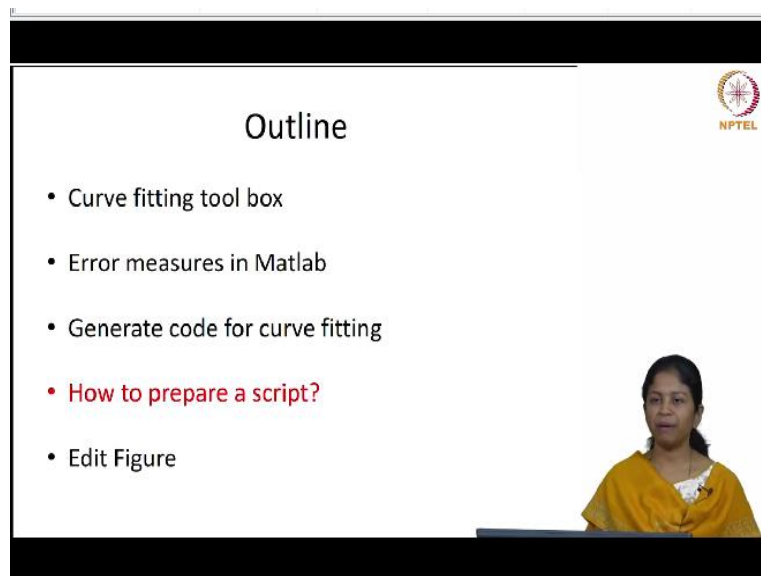 Outline
NPTEL
• Curve fitting tool box
• Error measures in Matlab
• Generate code for curve fitting
• How to prepare a script?
• Edit Figure